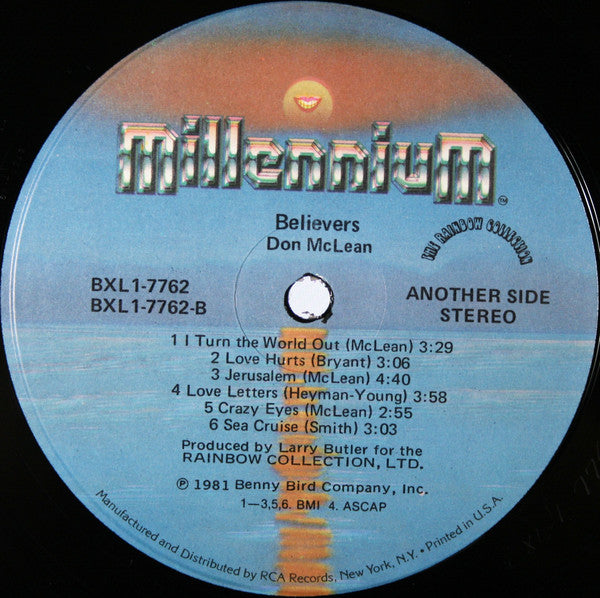 millennium
TM
Believers
Don McLean
THE RAINBOW COLLECTION
BXL1-7762
BXL1-7762-B
ANOTHER SIDE
STEREO
1 I Turn the World Out (McLean) 3:29
2 Love Hurts (Bryant) 3:06
3 Jerusalem (McLean) 4:40
4 Love Letters (Heyman-Young) 3:58
5 Crazy Eyes (McLean) 2:55
6 Sea Cruise (Smith) 3:03
Produced by Larry Butler for the
RAINBOW COLLECTION, LTD.
℗ 1981 Benny Bird Company, Inc.
1—3,5,6. BMI 4. ASCAP
Manufactured and Distributed by RCA Records, New York, N.Y. • Printed in U.S.A.